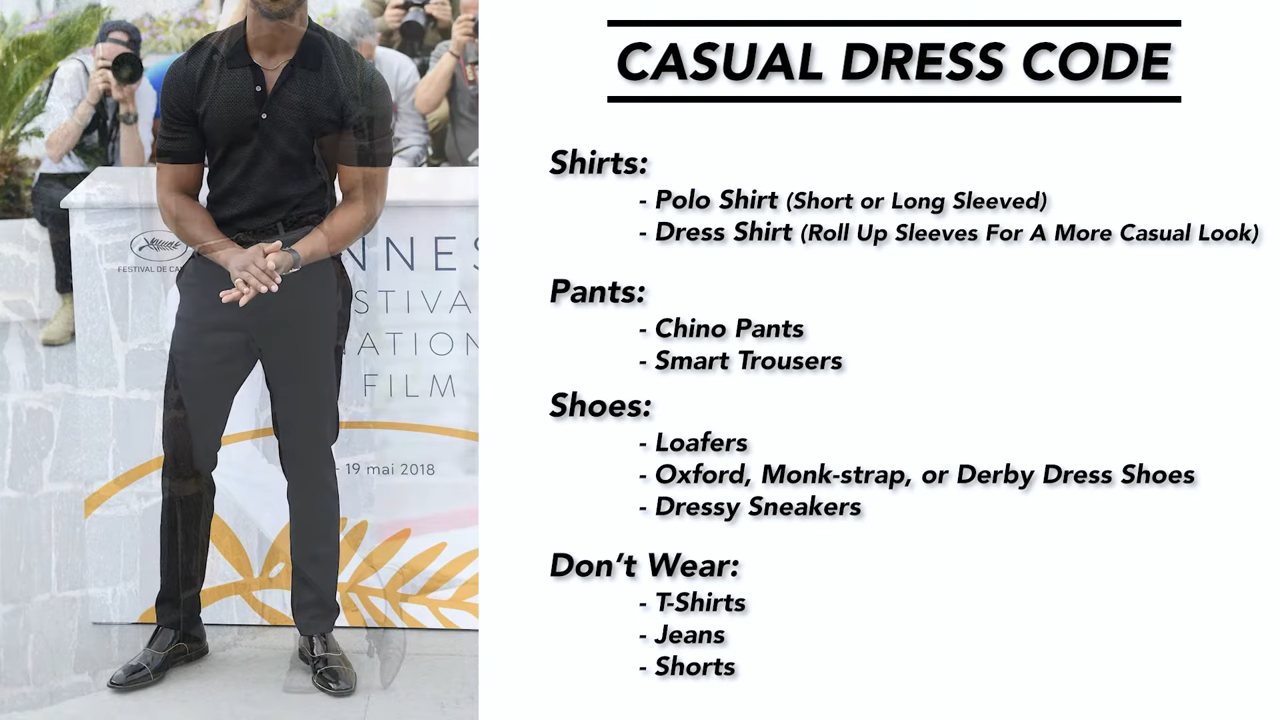 CASUAL DRESS CODE
Shirts:
- Polo Shirt (Short or Long Sleeved)
- Dress Shirt (Roll Up Sleeves For A More Casual Look)
Pants:
- Chino Pants
- Smart Trousers
Shoes:
- Loafers
- Oxford, Monk-strap, or Derby Dress Shoes
- Dressy Sneakers
Don't Wear:
- T-Shirts
- Jeans
- Shorts
FESTIVAL DE
NNES
STIVA
ATION
FILM
- 19 mai 2018